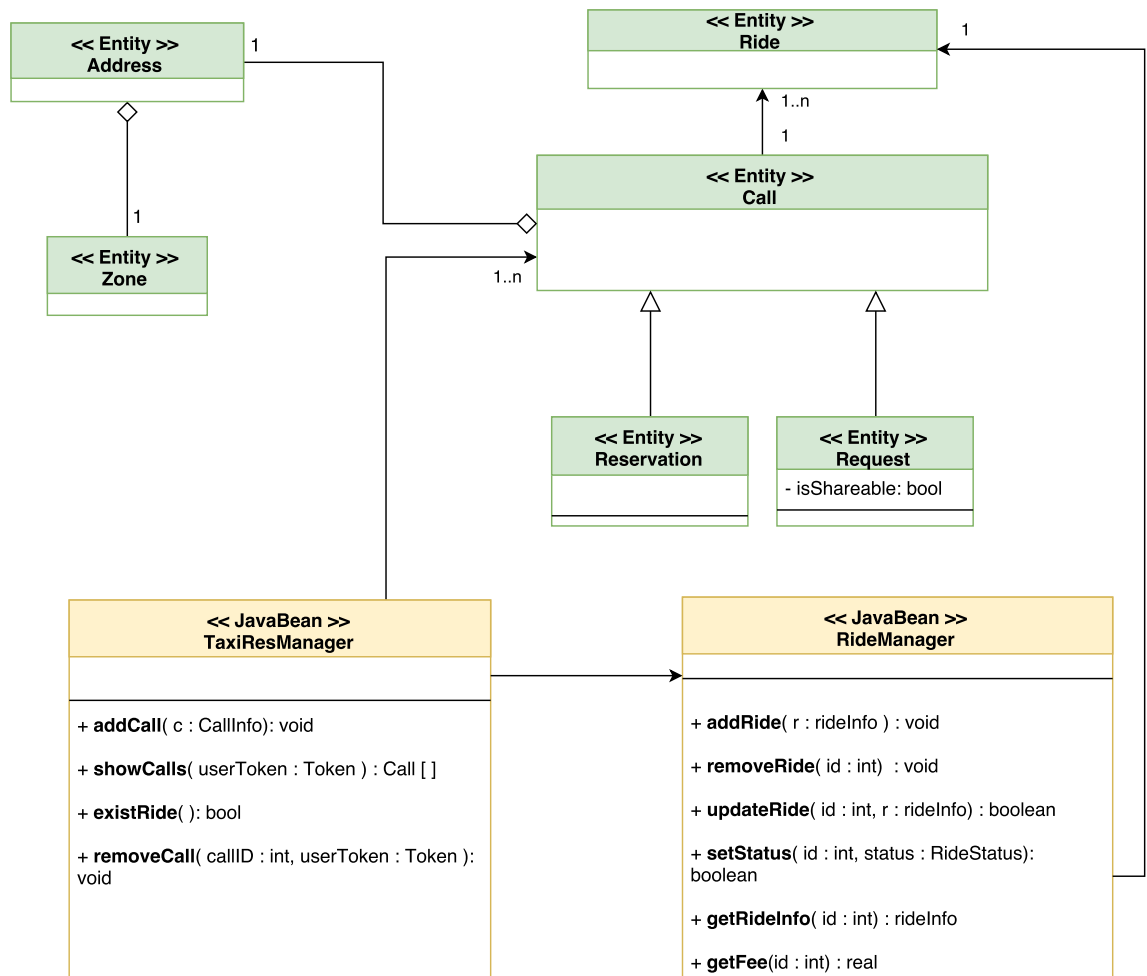 << Entity >>
Address
1
<< Entity >>
Ride
1
1..n
1
<< Entity >>
Call
1
<< Entity >>
Zone
1..n
<< Entity >>
Reservation
<< Entity >>
Request
- isShareable: bool
<< JavaBean >>
TaxiResManager
+ addCall( c : CallInfo): void
+ showCalls( userToken : Token ) : Call [ ]
+ existRide( ): bool
+ removeCall( callID : int, userToken : Token ):
void
<< JavaBean >>
RideManager
+ addRide( r : rideInfo ) : void
+ removeRide( id : int)  : void
+ updateRide( id : int, r : rideInfo) : boolean
+ setStatus( id : int, status : RideStatus):
boolean
+ getRideInfo( id : int) : rideInfo
+ getFee(id : int) : real